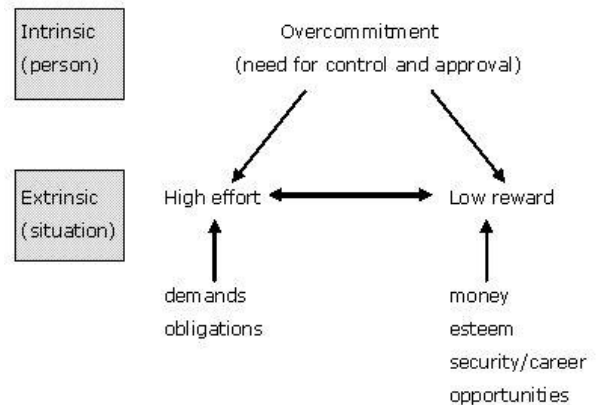 Intrinsic
(person)
Overcommitment
(need for control and approval)
Extrinsic
(situation)
High effort
Low reward
demands
obligations
money
esteem
security/career
opportunities